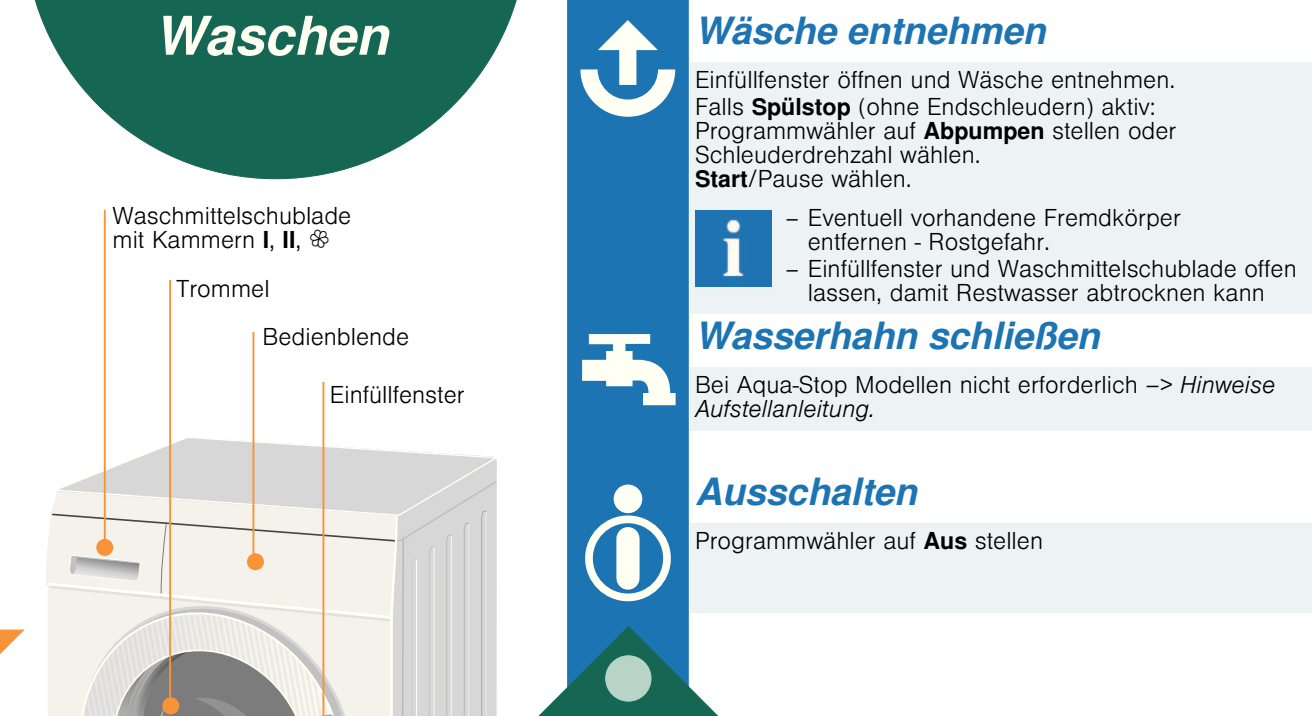 Waschen
Waschmittelschublade
mit Kammern I, II, ❀
Trommel
Bedienblende
Einfüllfenster
Wäsche entnehmen
Einfüllfenster öffnen und Wäsche entnehmen.
Falls Spülstop (ohne Endschleudern) aktiv:
Programmwähler auf Abpumpen stellen oder
Schleuderdrehzahl wählen.
Start/Pause wählen.
i
– Eventuell vorhandene Fremdkörper
entfernen - Rostgefahr.
– Einfüllfenster und Waschmittelschublade offen
lassen, damit Restwasser abtrocknen kann
Wasserhahn schließen
Bei Aqua-Stop Modellen nicht erforderlich –> Hinweise
Aufstellanleitung.
Ausschalten
Programmwähler auf Aus stellen